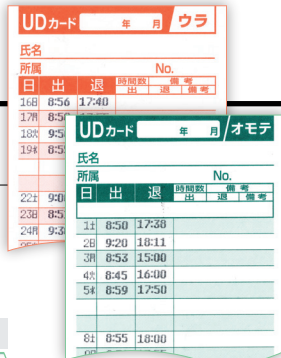 UDカード 年 月 ウラ
氏名
所属 No.
日 出 退 時間数 備考
出 退 備考
16日 8:56 17:40
17月 8:5
18火 9:5
19水 8:5
22土 9:0
23日 8:5
24月 9:3
UDカード 年 月 オモテ
氏名
所属 No.
日 出 退 時間数 備考
出 退 備考
1土 8:50 17:30
2日 9:20 18:11
3月 8:53 15:00
4火 8:45 16:00
5水 8:59 17:50
8土 8:55 18:00